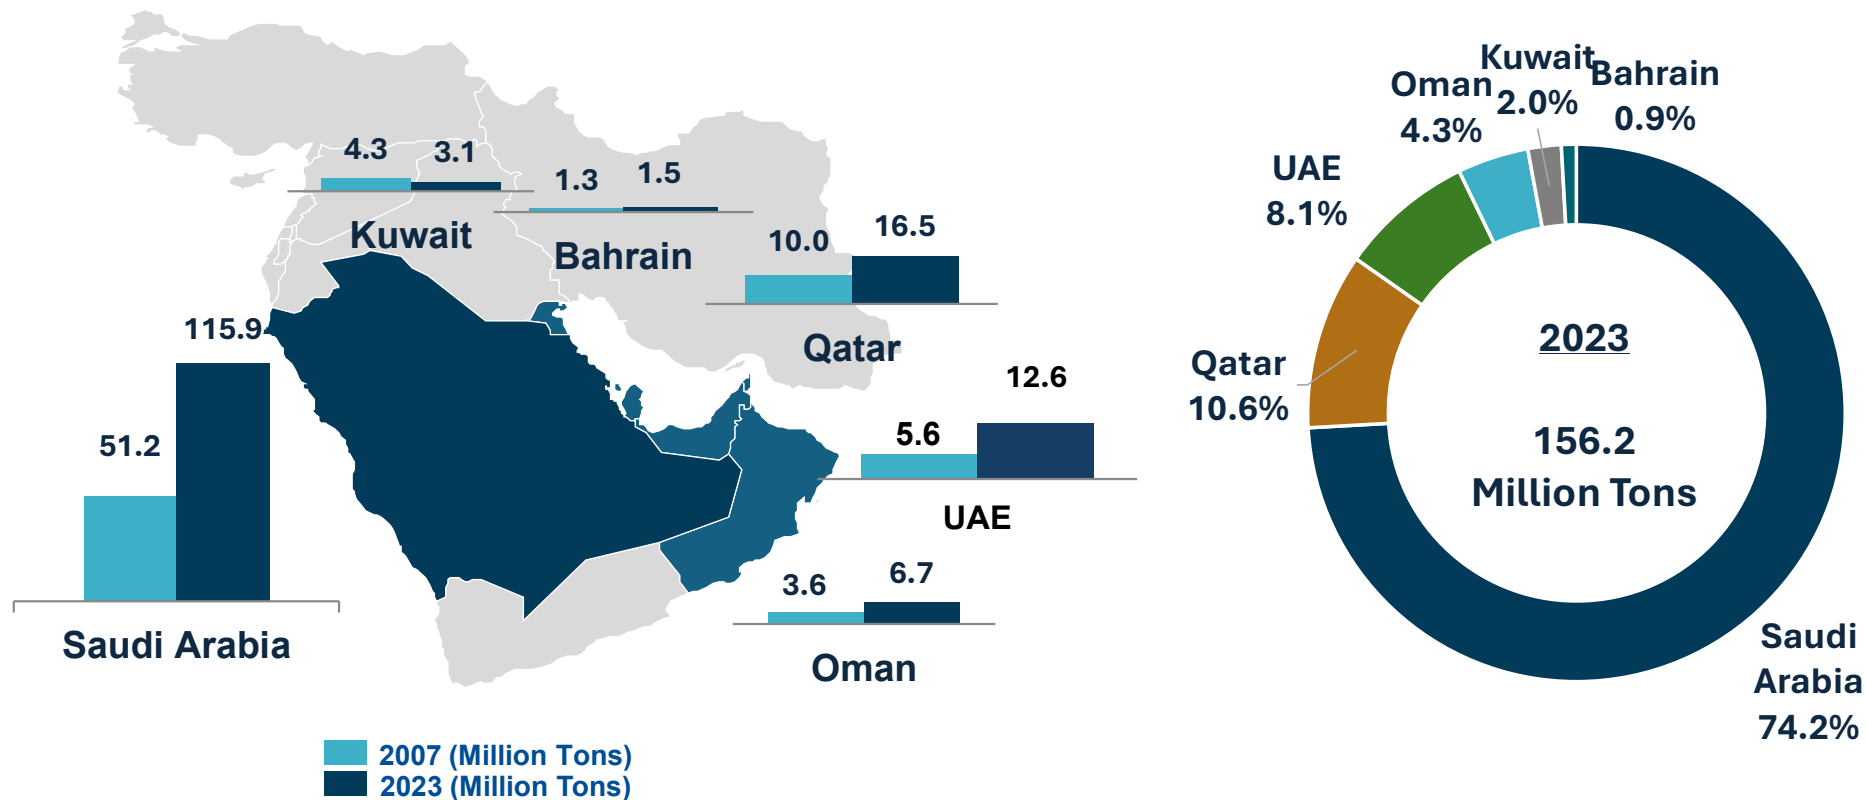 4.3 3.1
Kuwait
1.3 1.5
Bahrain
10.0 16.5
Qatar
115.9
51.2
Saudi Arabia
12.6
5.6
UAE
3.6 6.7
Oman
2007 (Million Tons)
2023 (Million Tons)
Kuwait
2.0%
Bahrain
0.9%
Oman
4.3%
UAE
8.1%
Qatar
10.6%
2023
156.2
Million Tons
Saudi
Arabia
74.2%